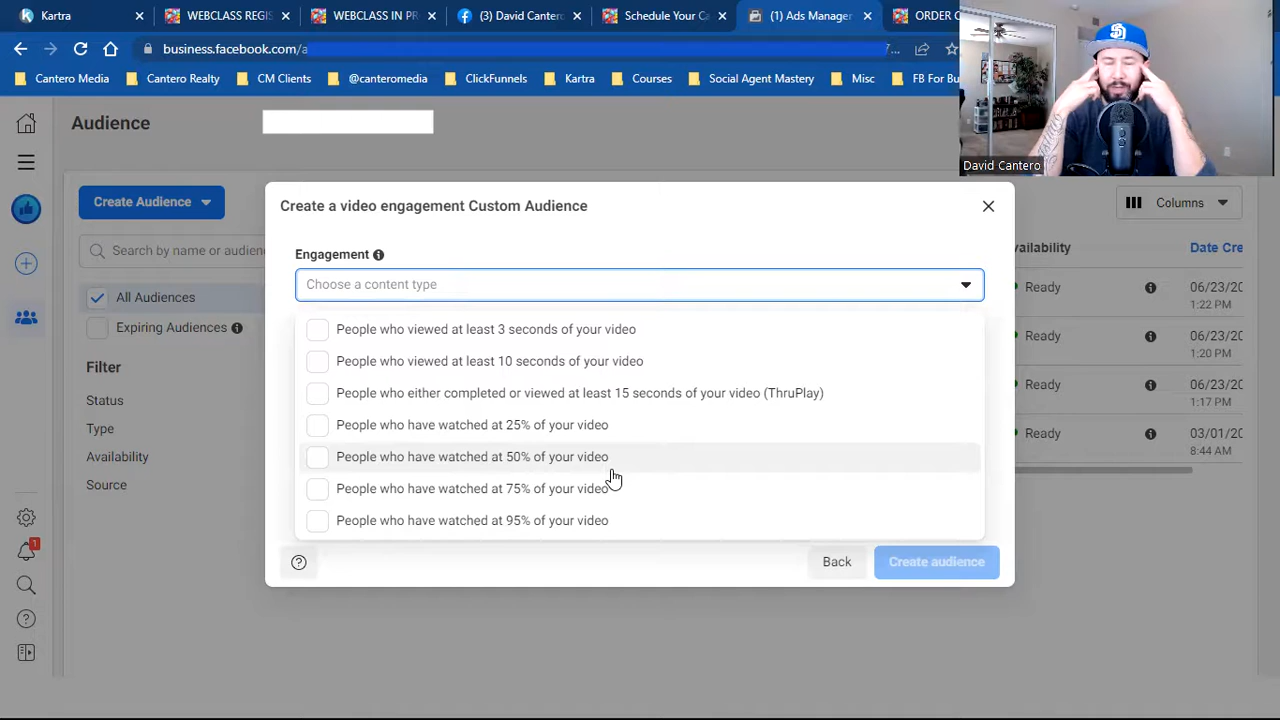 Kartra
WEBCLASS REGIS
WEBCLASS IN PR
(3) David Cantero
Schedule Your Ca
(1) Ads Manager
ORDER C
business.facebook.com/a
7...
Cantero Media
Cantero Realty
CM Clients
@canteromedia
ClickFunnels
Kartra
Courses
Social Agent Mastery
Misc
FB For Bu
David Cantero
Audience
Create Audience
Columns
Search by name or audien
All Audiences
Expiring Audiences
Filter
Status
Type
Availability
Source
Create a video engagement Custom Audience
Engagement
Choose a content type
People who viewed at least 3 seconds of your video
People who viewed at least 10 seconds of your video
People who either completed or viewed at least 15 seconds of your video (ThruPlay)
People who have watched at 25% of your video
People who have watched at 50% of your video
People who have watched at 75% of your video
People who have watched at 95% of your video
Back
Create audience
vailability
Date Cre
Ready
06/23/20
1:22 PM
Ready
06/23/20
1:20 PM
Ready
06/23/20
1:17 PM
Ready
03/01/20
8:44 AM
1